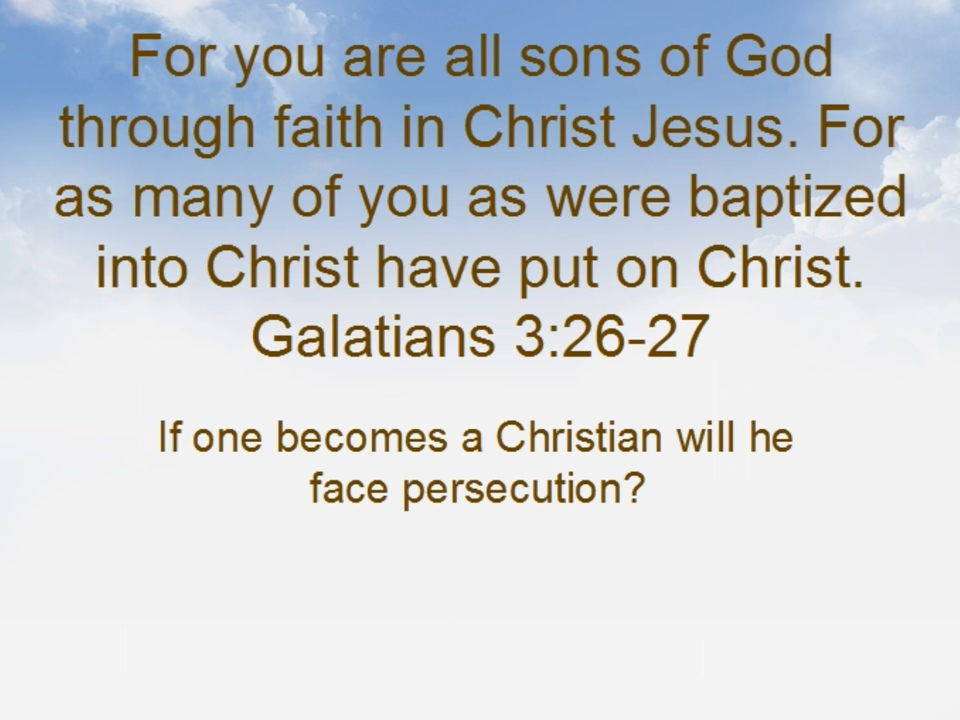 For you are all sons of God
through faith in Christ Jesus. For
as many of you as were baptized
into Christ have put on Christ.
Galatians 3:26-27
If one becomes a Christian will he
face persecution?